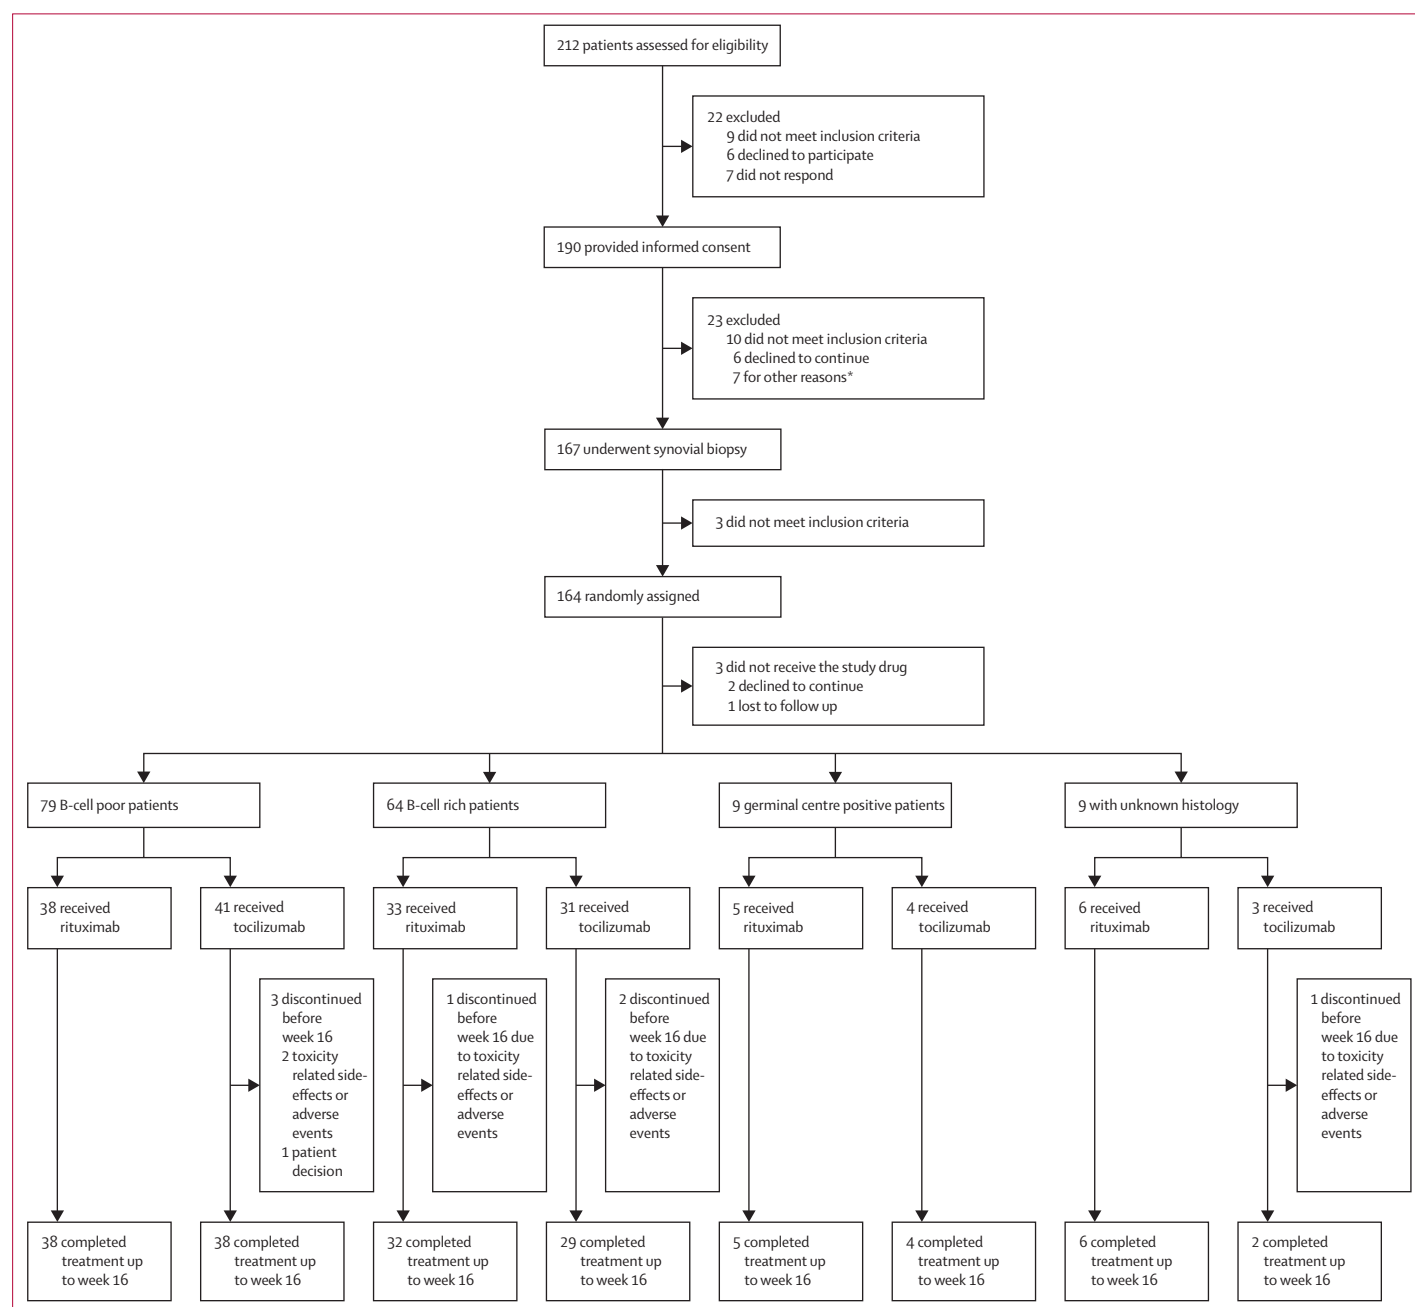 212 patients assessed for eligibility
22 excluded
9 did not meet inclusion criteria
6 declined to participate
7 did not respond
190 provided informed consent
23 excluded
10 did not meet inclusion criteria
6 declined to continue
7 for other reasons*
167 underwent synovial biopsy
3 did not meet inclusion criteria
164 randomly assigned
3 did not receive the study drug
2 declined to continue
1 lost to follow up
79 B-cell poor patients
64 B-cell rich patients
9 germinal centre positive patients
9 with unknown histology
38 received
rituximab
41 received
tocilizumab
33 received
rituximab
31 received
tocilizumab
5 received
rituximab
4 received
tocilizumab
6 received
rituximab
3 received
tocilizumab
3 discontinued
before
week 16
2 toxicity
related side-
effects or
adverse
events
1 patient
decision
1 discontinued
before
week 16 due
to toxicity
related side-
effects or
adverse
events
2 discontinued
before
week 16 due
to toxicity
related side-
effects or
adverse
events
1 discontinued
before
week 16 due
to toxicity
related side-
effects or
adverse
events
38 completed
treatment up
to week 16
38 completed
treatment up
to week 16
32 completed
treatment up
to week 16
29 completed
treatment up
to week 16
5 completed
treatment up
to week 16
4 completed
treatment up
to week 16
6 completed
treatment up
to week 16
2 completed
treatment up
to week 16